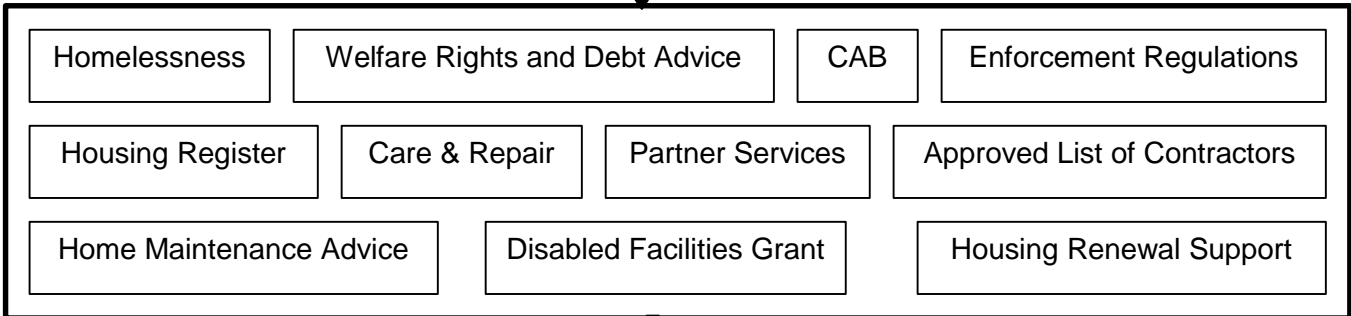 Homelessness Welfare Rights and Debt Advice CAB Enforcement Regulations
Housing Register Care & Repair Partner Services Approved List of Contractors
Home Maintenance Advice Disabled Facilities Grant Housing Renewal Support